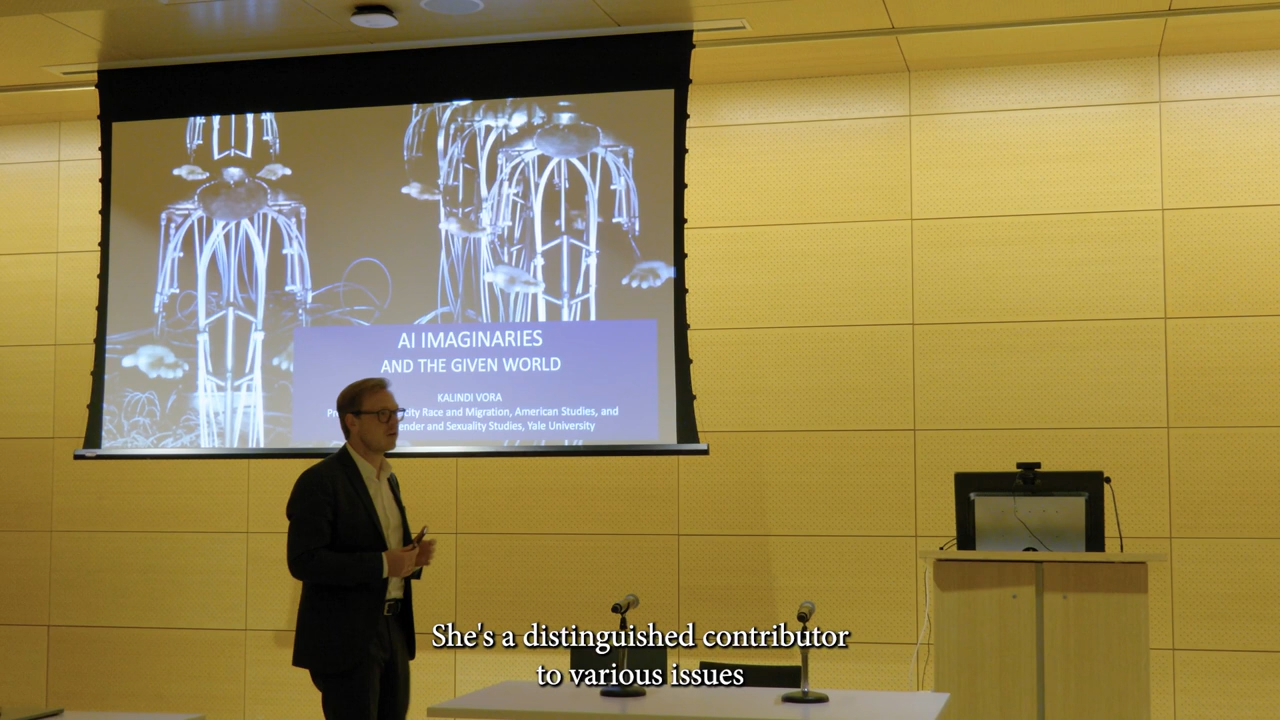 AI IMAGINARIES
AND THE GIVEN WORLD
KALINDI VORA
city Race and Migration, American Studies, and
ender and Sexuality Studies, Yale University
She's a distinguished contributor
to various issues